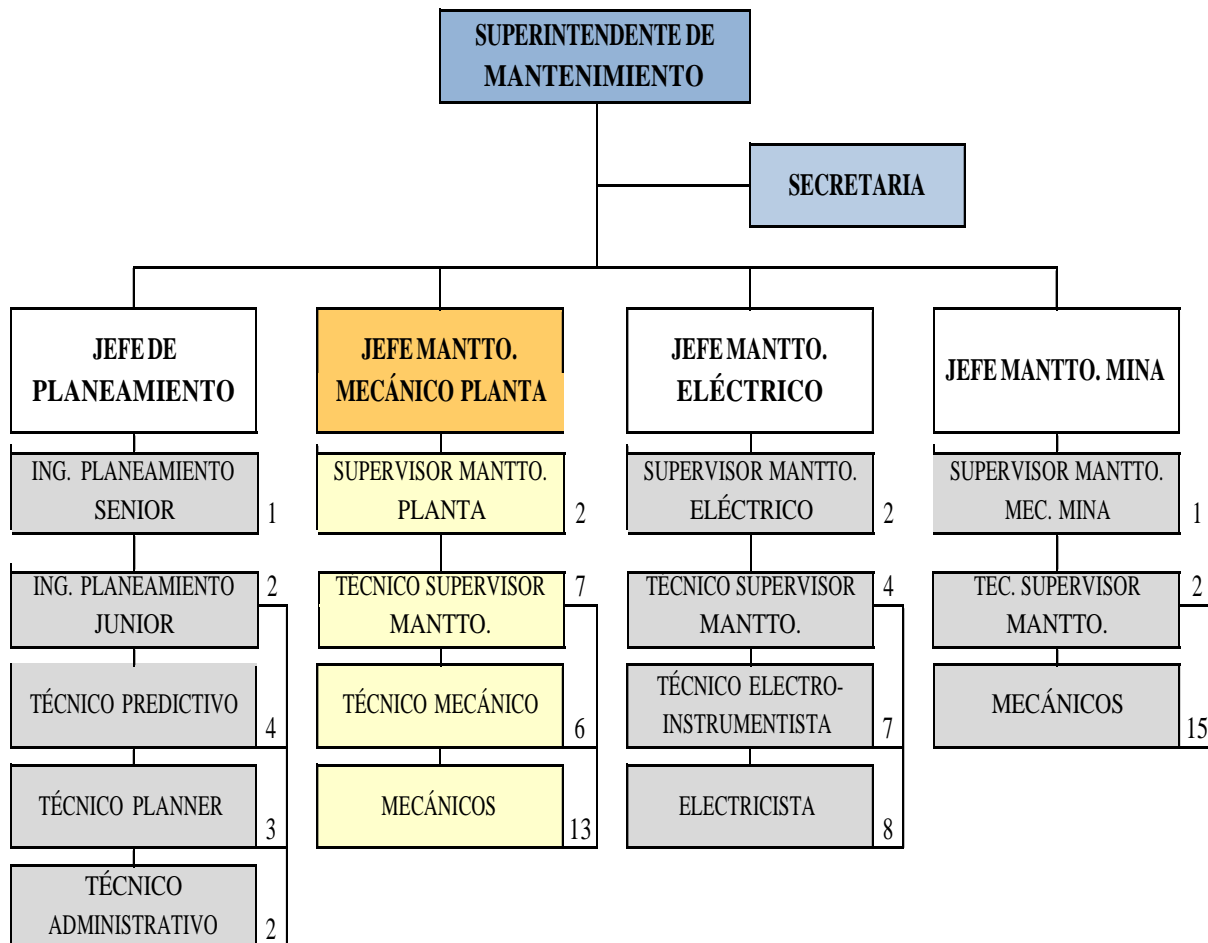 SUPERINTENDENTE DE
MANTENIMIENTO
SECRETARIA
JEFE DE
PLANEAMIENTO
JEFE MANTTO.
MECÁNICO PLANTA
JEFE MANTTO.
ELÉCTRICO
JEFE MANTTO. MINA
ING. PLANEAMIENTO
SENIOR
1
SUPERVISOR MANTTO.
PLANTA
2
SUPERVISOR MANTTO.
ELÉCTRICO
2
SUPERVISOR MANTTO.
MEC. MINA
1
ING. PLANEAMIENTO
JUNIOR
2
TÉCNICO SUPERVISOR
MANTTO.
7
TÉCNICO SUPERVISOR
MANTTO.
4
TEC. SUPERVISOR
MANTTO.
2
TÉCNICO PREDICTIVO
4
TÉCNICO MECÁNICO
6
TÉCNICO ELECTRO-
INSTRUMENTISTA
7
MECÁNICOS
15
TÉCNICO PLANNER
3
MECÁNICOS
13
ELECTRICISTA
8
TÉCNICO
ADMINISTRATIVO
2